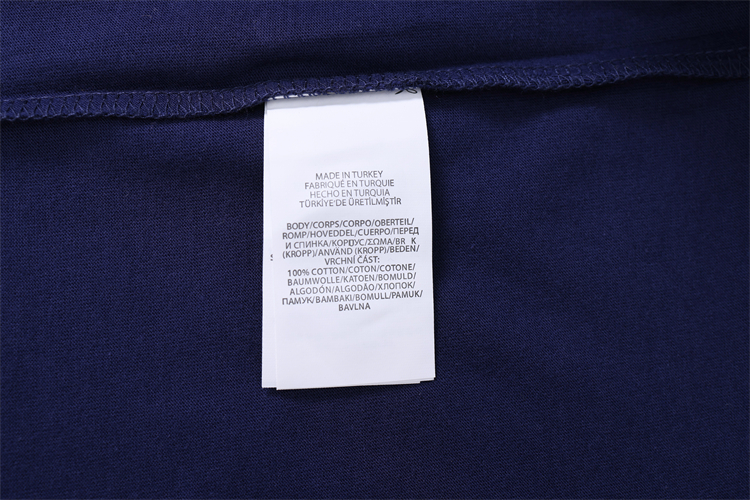 MADE IN TURKEY
FABRIQUÉ EN TURQUIE
HECHO EN TURQUIA
TÜRKİYE'DE ÜRETİLMİŞTİR
BODY/CORPS/CORPO/OBERTEIL/
ROMP/HOVEDDEL/CUERPO/ПЕРЕД
И СПИНКА/КОРПУС/ΣΩΜΑ/BR K
(KROPP)/ANVÄND (KROPP)/BEDEN/
VRCHNÍ ČÁST:
100% COTTON/COTON/COTONE/
BAUMWOLLE/KATOEN/BOMULD/
ALGODÓN/ALGODÃO/ХЛОПОК/
ΠΑΜΥΚ/BAMBAKI/BOMULL/PAMUK/
BAVLNA